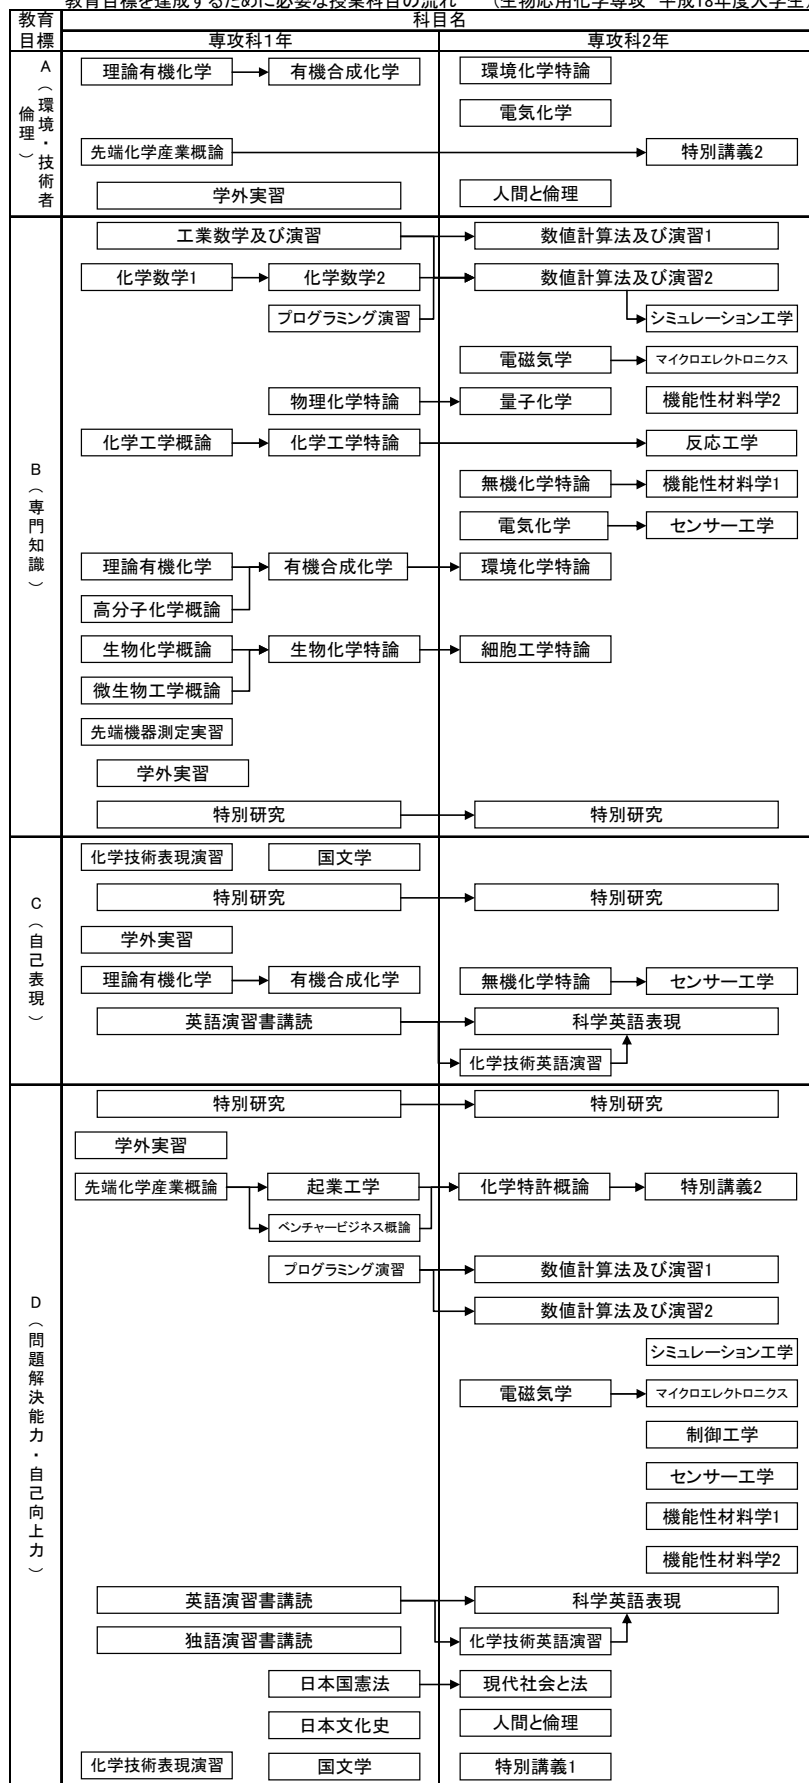 教育目標を達成するために必要な授業科目の流れ （生物応用化学専攻 平成18年度入学生）
教育目標 科目名
専攻科1年 専攻科2年
A（環境・技術者倫理）
理論有機化学 有機合成化学 環境化学特論
電気化学
先端化学産業概論 特別講義2
学外実習 人間と倫理
B（専門知識）
工業数学及び演習 数値計算法及び演習1
化学数学1 化学数学2 数値計算法及び演習2
プログラミング演習 シミュレーション工学
電磁気学 マイクロエレクトロニクス
物理化学特論 量子化学 機能性材料学2
化学工学概論 化学工学特論 反応工学
無機化学特論 機能性材料学1
電気化学 センサー工学
理論有機化学 有機合成化学 環境化学特論
高分子化学概論
生物化学概論 生物化学特論 細胞工学特論
微生物工学概論
先端機器測定実習
学外実習
特別研究 特別研究
C（自己表現）
化学技術表現演習 国文学
特別研究 特別研究
学外実習
理論有機化学 有機合成化学 無機化学特論 センサー工学
英語演習書講読 科学英語表現
化学技術英語演習
D（問題解決能力・自己向上力）
特別研究 特別研究
学外実習
先端化学産業概論 起業工学 化学特許概論 特別講義2
ベンチャービジネス概論
プログラミング演習 数値計算法及び演習1
数値計算法及び演習2
シミュレーション工学
電磁気学 マイクロエレクトロニクス
制御工学
センサー工学
機能性材料学1
機能性材料学2
英語演習書講読 科学英語表現
独語演習書講読 化学技術英語演習
日本国憲法 現代社会と法
日本文化史 人間と倫理
化学技術表現演習 国文学 特別講義1